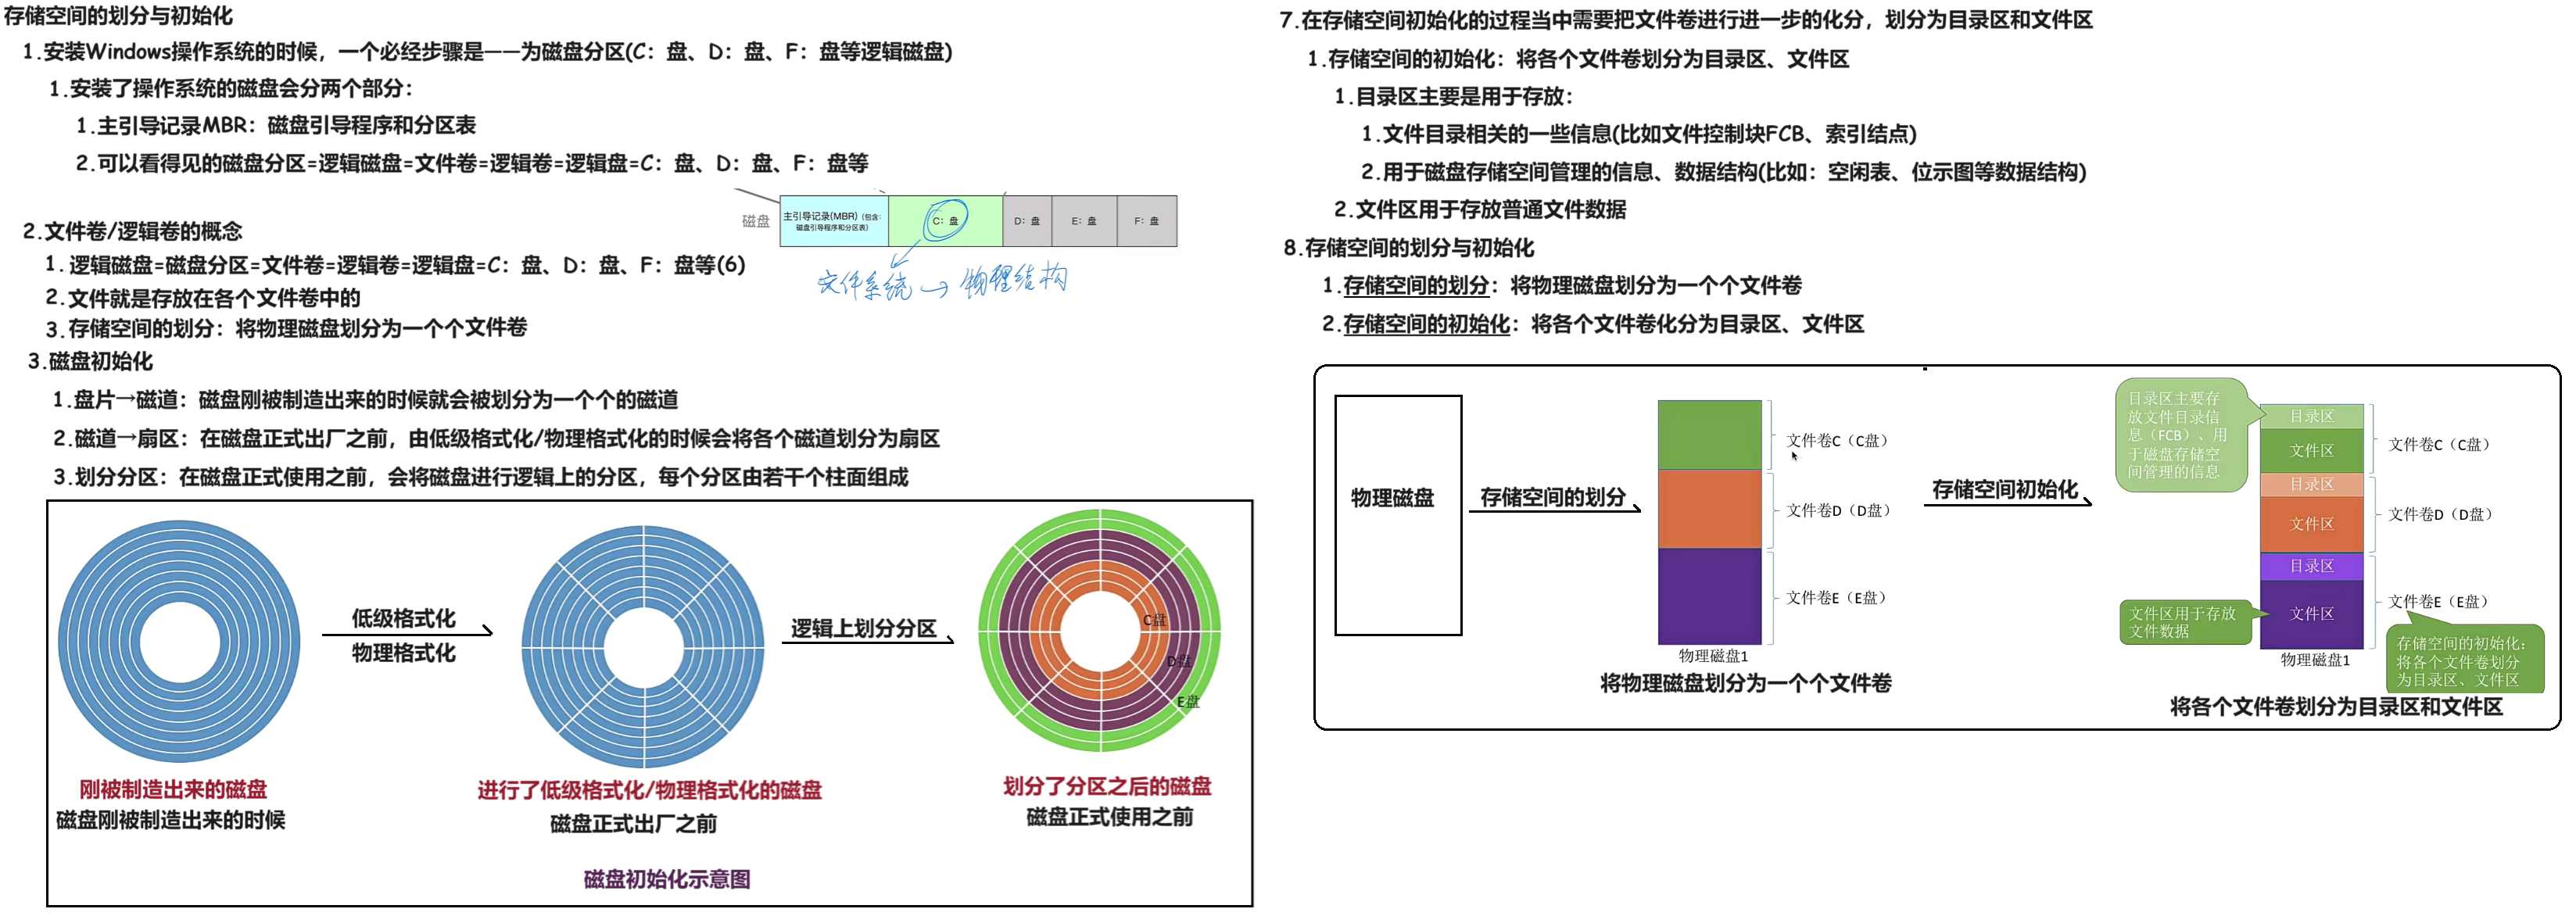 存储空间的划分与初始化
1.安装Windows操作系统的时候，一个必经步骤是——为磁盘分区(C：盘、D：盘、F：盘等逻辑磁盘)
1.安装了操作系统的磁盘会分两个部分：
1.主引导记录MBR：磁盘引导程序和分区表
2.可以看得见的磁盘分区=逻辑磁盘=文件卷=逻辑卷=逻辑盘=C：盘、D：盘、F：盘等
磁盘
主引导记录(MBR) (包含：
磁盘引导程序和分区表)
C：盘
D：盘
E：盘
F：盘
文件系统 → 物理结构
2.文件卷/逻辑卷的概念
1.逻辑磁盘=磁盘分区=文件卷=逻辑卷=逻辑盘=C：盘、D：盘、F：盘等(6)
2.文件就是存放在各个文件卷中的
3.存储空间的划分：将物理磁盘划分为一个个文件卷
3.磁盘初始化
1.盘片→磁道：磁盘刚被制造出来的时候就会被划分为一个个的磁道
2.磁道→扇区：在磁盘正式出厂之前，由低级格式化/物理格式化的时候会将各个磁道划分为扇区
3.划分分区：在磁盘正式使用之前，会将磁盘进行逻辑上的分区，每个分区由若干个柱面组成
低级格式化
物理格式化
逻辑上划分分区
C盘
D盘
E盘
刚被制造出来的磁盘
磁盘刚被制造出来的时候
进行了低级格式化/物理格式化的磁盘
磁盘正式出厂之前
划分了分区之后的磁盘
磁盘正式使用之前
磁盘初始化示意图
7.在存储空间初始化的过程当中需要把文件卷进行进一步的化分，划分为目录区和文件区
1.存储空间的初始化：将各个文件卷划分为目录区、文件区
1.目录区主要是用于存放：
1.文件目录相关的一些信息(比如文件控制块FCB、索引结点)
2.用于磁盘存储空间管理的信息、数据结构(比如：空闲表、位示图等数据结构)
2.文件区用于存放普通文件数据
8.存储空间的划分与初始化
1.存储空间的划分：将物理磁盘划分为一个个文件卷
2.存储空间的初始化：将各个文件卷化分为目录区、文件区
物理磁盘
存储空间的划分
文件卷C（C盘）
文件卷D（D盘）
文件卷E（E盘）
物理磁盘1
将物理磁盘划分为一个个文件卷
存储空间初始化
目录区主要存
放文件目录信
息（FCB）、用
于磁盘存储空
间管理的信息
目录区
文件区
文件卷C（C盘）
目录区
文件区
文件卷D（D盘）
目录区
文件区
文件卷E（E盘）
文件区用于存放
文件数据
物理磁盘1
存储空间的初始化：
将各个文件卷划分
为目录区、文件区
将各个文件卷划分为目录区和文件区